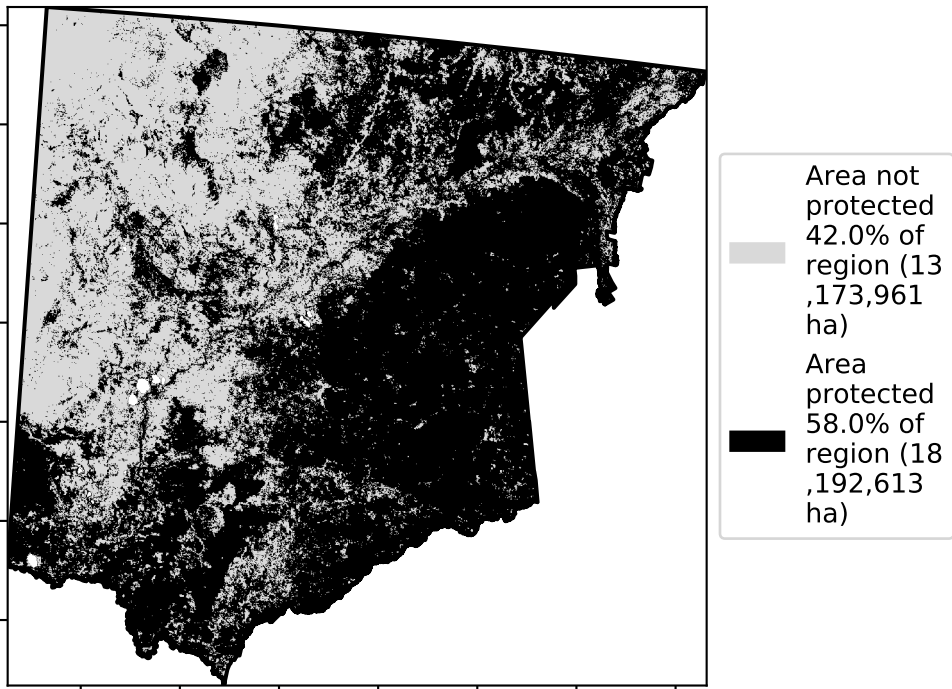 Area not
protected
42.0% of
region (13
,173,961
ha)
Area
protected
58.0% of
region (18
,192,613
ha)